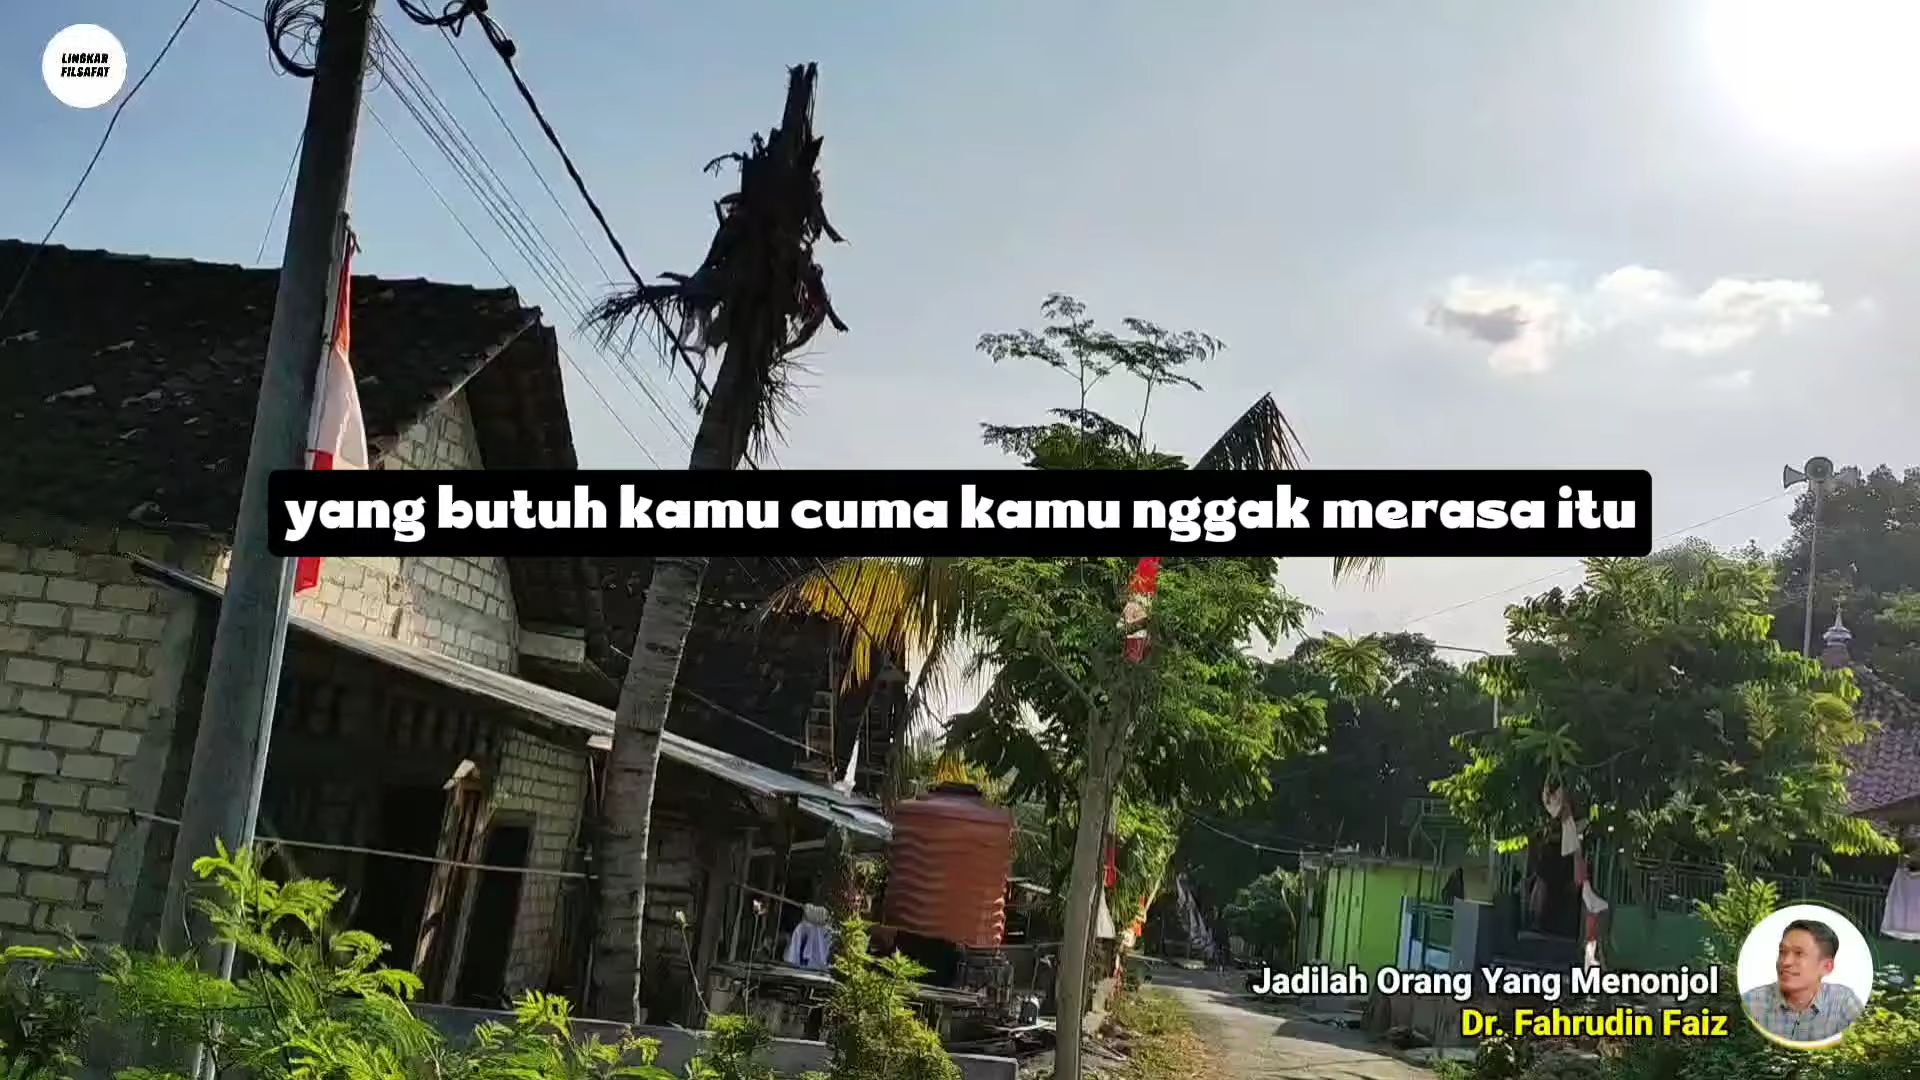 LINGKAR
FILSAFAT
yang butuh kamu cuma kamu nggak merasa itu
Jadilah Orang Yang Menonjol
Dr. Fahrudin Faiz